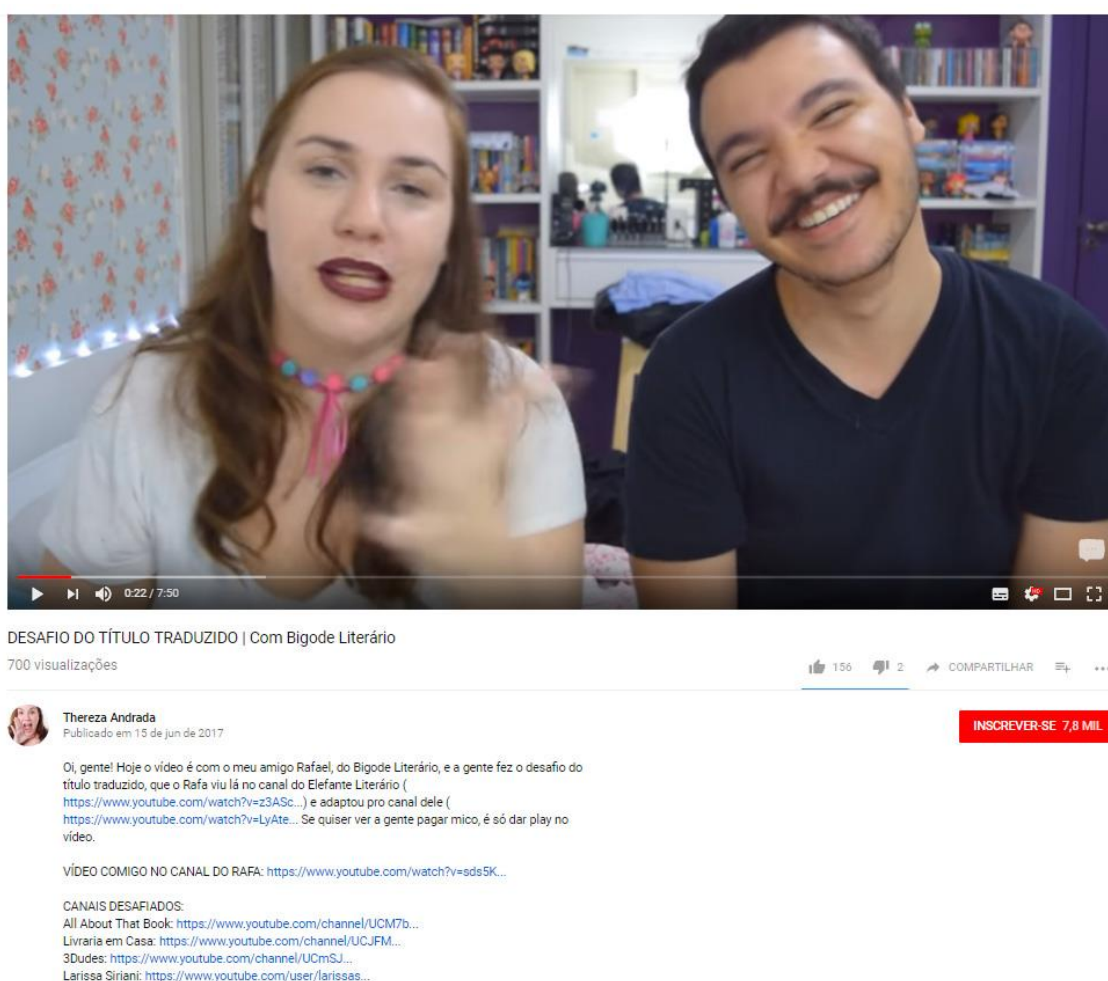 0:22 / 7:50
DESAFIO DO TÍTULO TRADUZIDO | Com Bigode Literário
700 visualizações
156 2 COMPARTILHAR
Thereza Andrada
Publicado em 15 de jun de 2017
INSCREVER-SE 7,8 MIL
Oi, gente! Hoje o vídeo é com o meu amigo Rafael, do Bigode Literário, e a gente fez o desafio do
título traduzido, que o Rafa viu lá no canal do Elefante Literário (
https://www.youtube.com/watch?v=z3ASc...) e adaptou pro canal dele (
https://www.youtube.com/watch?v=LyAte... Se quiser ver a gente pagar mico, é só dar play no
vídeo.
VÍDEO COMIGO NO CANAL DO RAFA: https://www.youtube.com/watch?v=sds5K...
CANAIS DESAFIADOS:
All About That Book: https://www.youtube.com/channel/UCM7b...
Livraria em Casa: https://www.youtube.com/channel/UCJFM...
3Dudes: https://www.youtube.com/channel/UCmSJ...
Larissa Siriani: https://www.youtube.com/user/larissas...